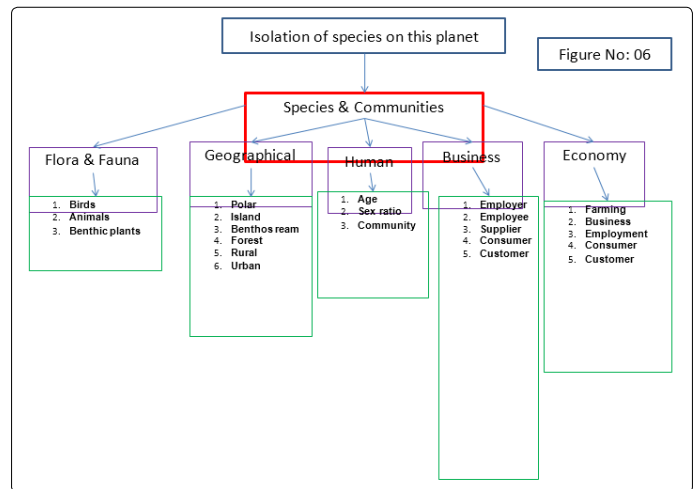 Isolation of species on this planet
Figure No: 06
Species & Communities
Flora & Fauna
1. Birds
2. Animals
3. Benthic plants
Geographical
1. Polar
2. Island
3. Benthos ream
4. Forest
5. Rural
6. Urban
Human
1. Age
2. Sex ratio
3. Community
Business
1. Employer
2. Employee
3. Supplier
4. Consumer
5. Customer
Economy
1. Farming
2. Business
3. Employment
4. Consumer
5. Customer